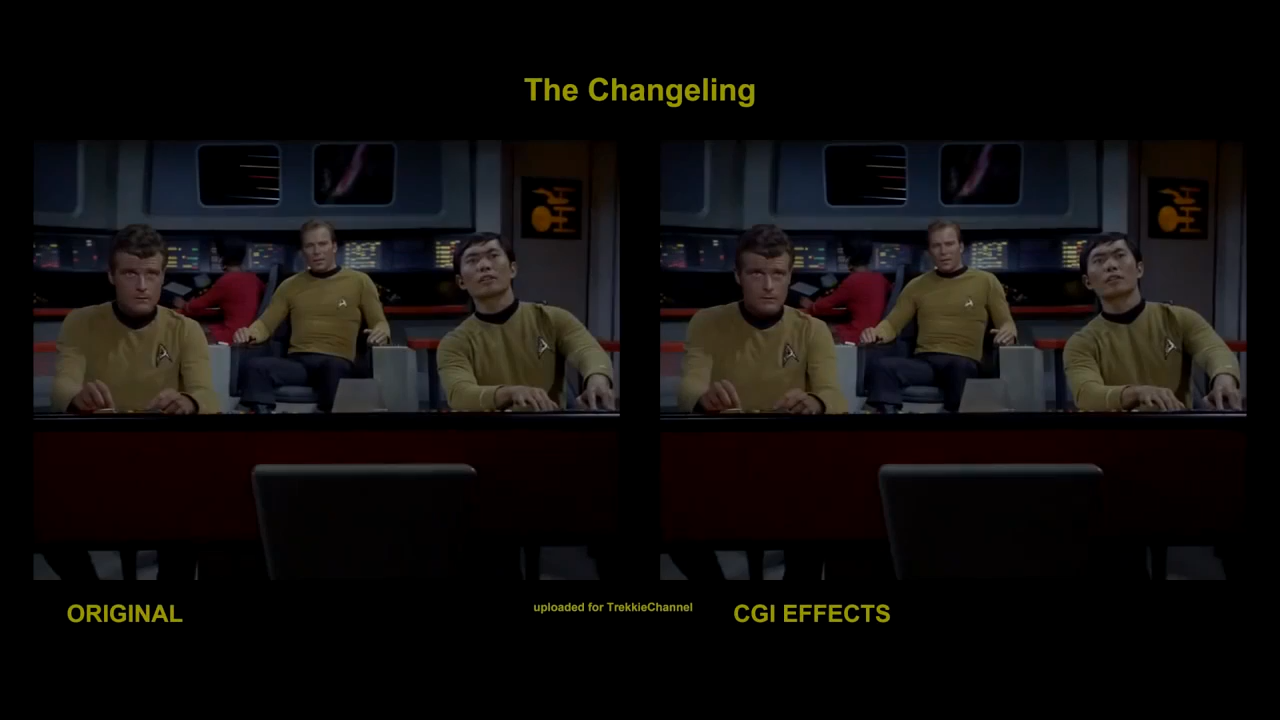 The Changeling
ORIGINAL
uploaded for TrekkieChannel
CGI EFFECTS